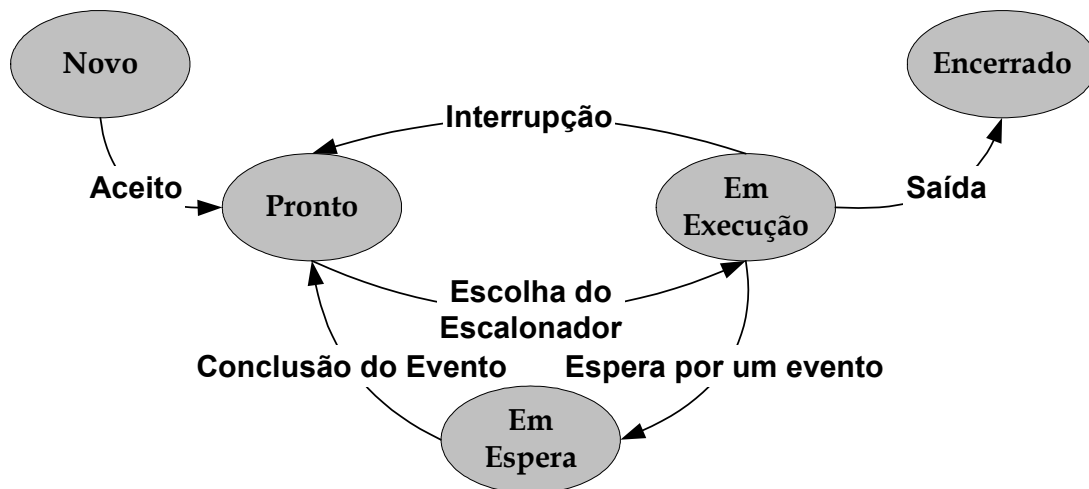 Novo
Encerrado
Interrupção
Aceito
Pronto
Em
Execução
Saída
Escolha do
Escalonador
Conclusão do Evento
Espera por um evento
Em
Espera